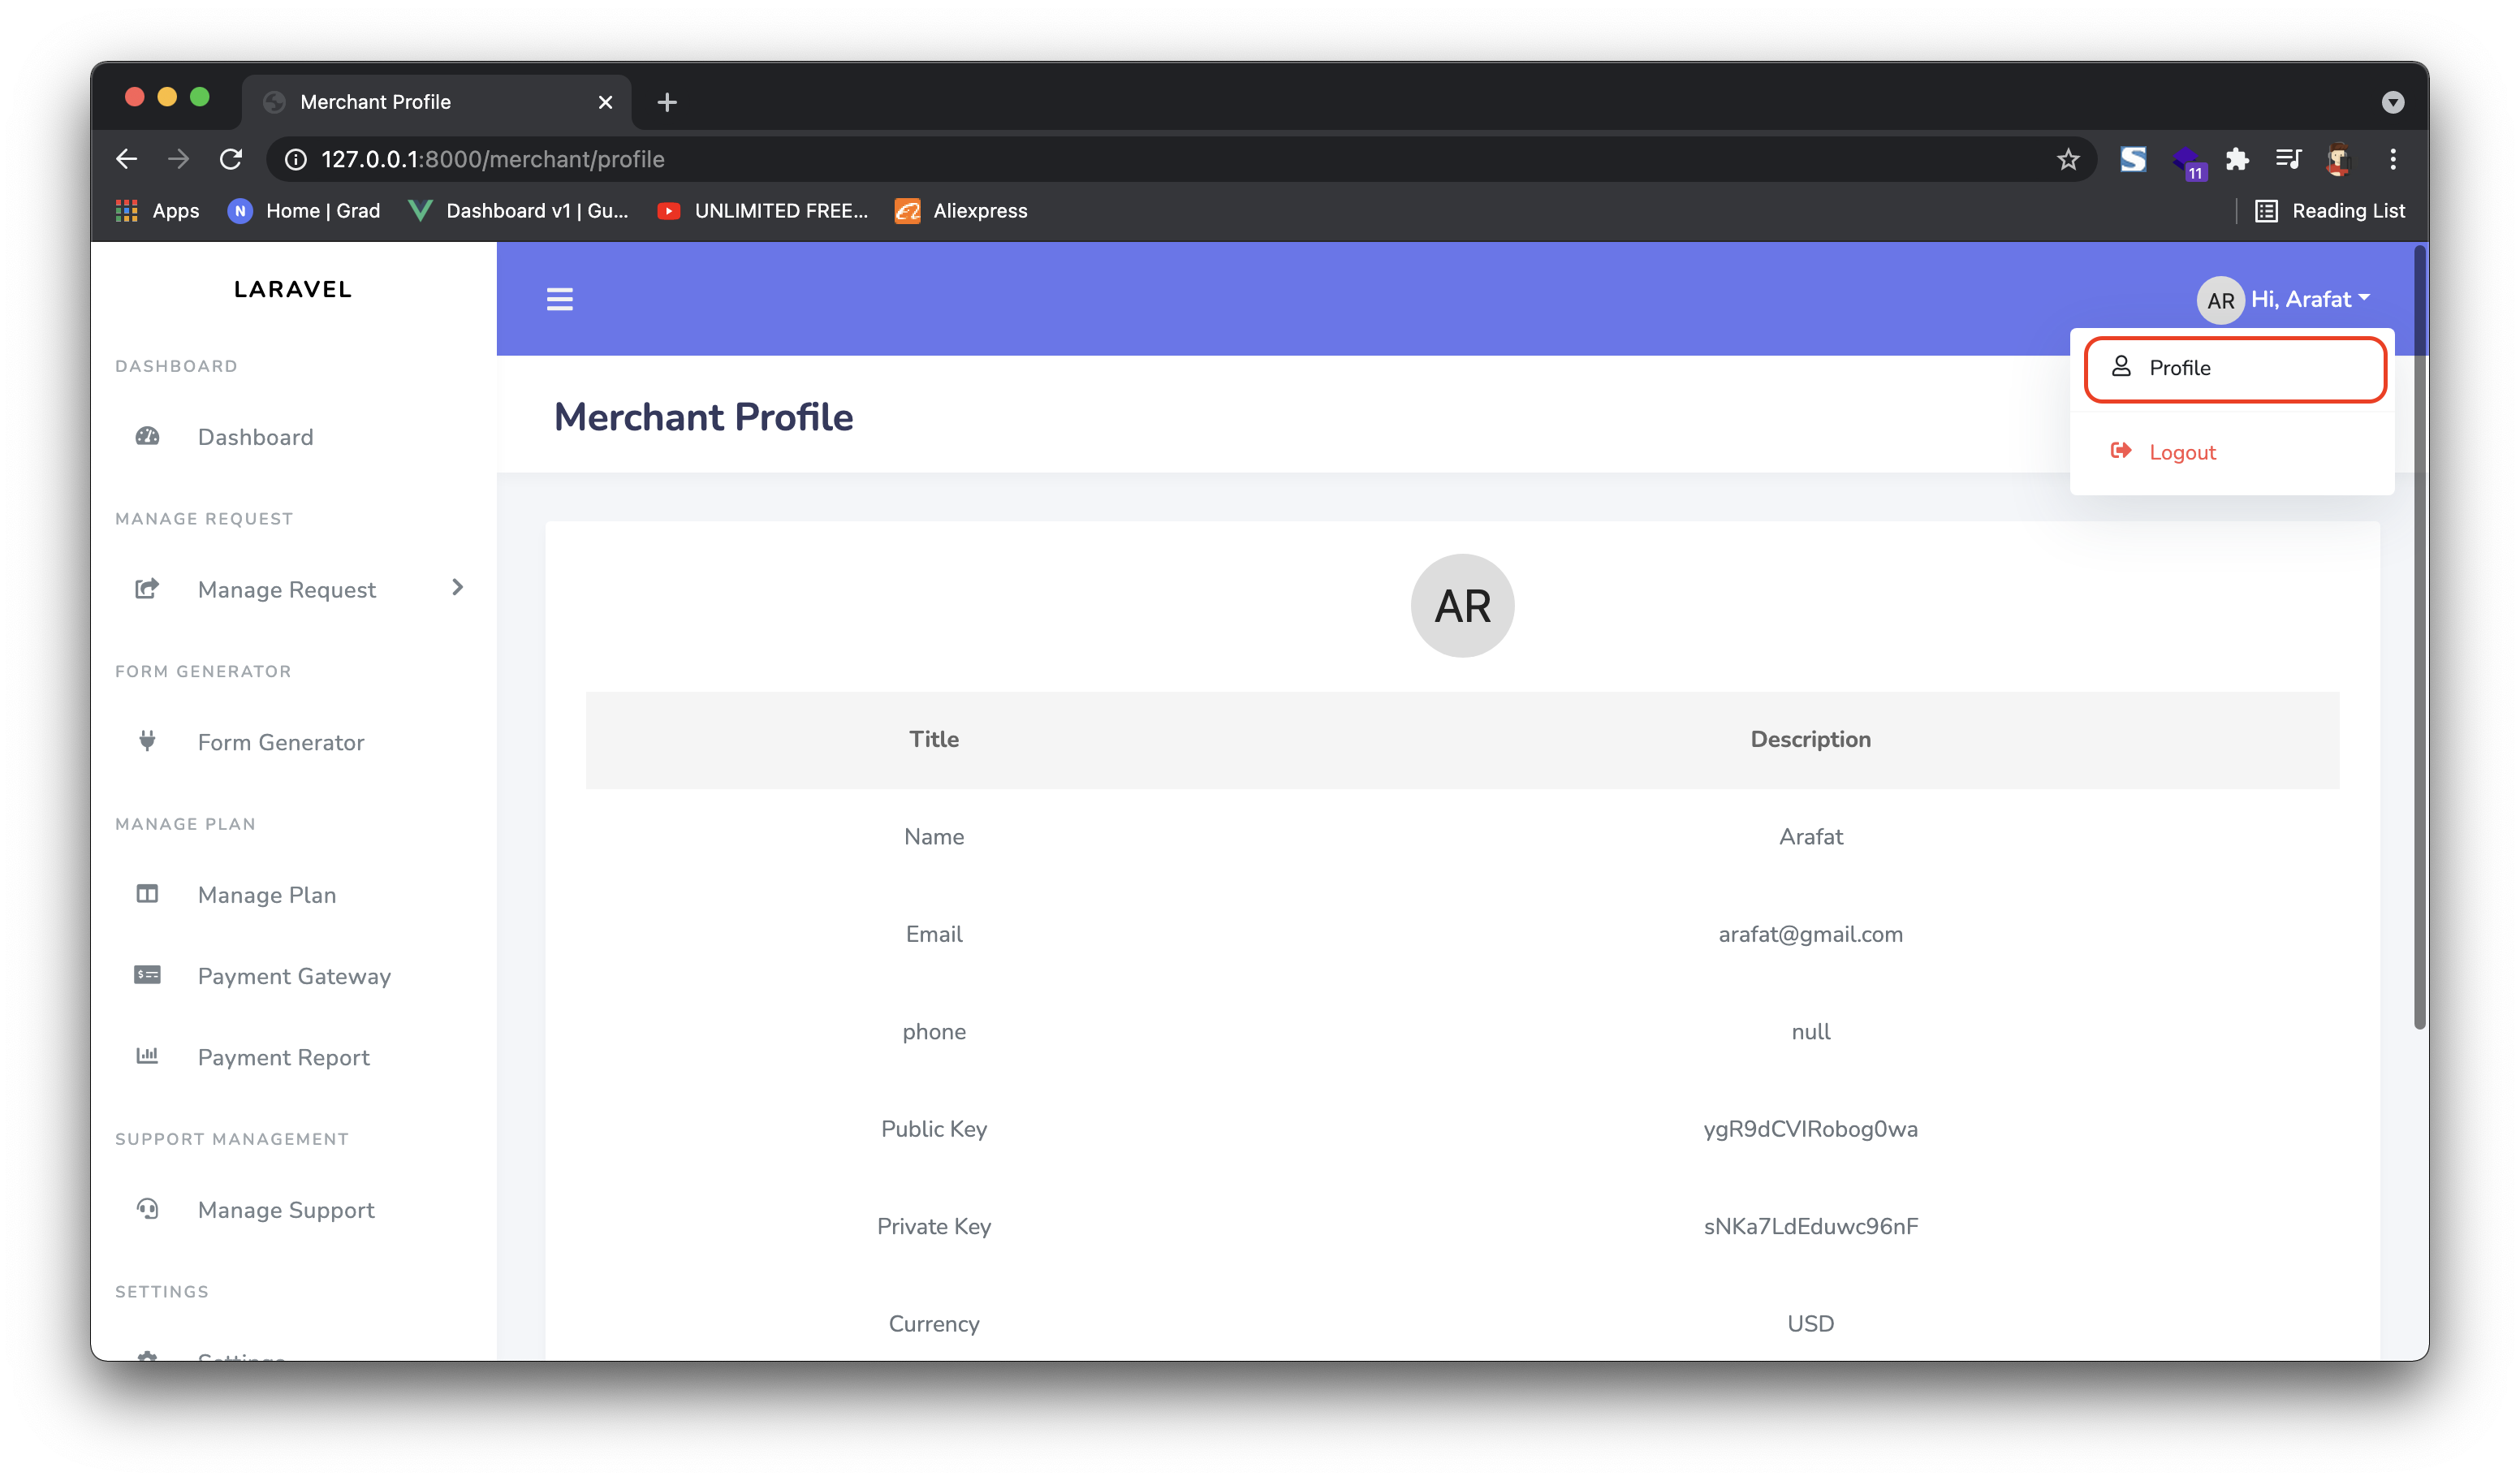 Merchant Profile
127.0.0.1:8000/merchant/profile
11
Apps
N
Home | Grad
Dashboard v1 | Gu...
UNLIMITED FREE...
Aliexpress
Reading List
LARAVEL
AR
Hi, Arafat
Profile
Logout
DASHBOARD
Dashboard
MANAGE REQUEST
Manage Request
FORM GENERATOR
Form Generator
MANAGE PLAN
Manage Plan
Payment Gateway
Payment Report
SUPPORT MANAGEMENT
Manage Support
SETTINGS
Settings
Merchant Profile
AR
Title Description
Name Arafat
Email arafat@gmail.com
phone null
Public Key ygR9dCVIRobog0wa
Private Key sNKa7LdEduwc96nF
Currency USD